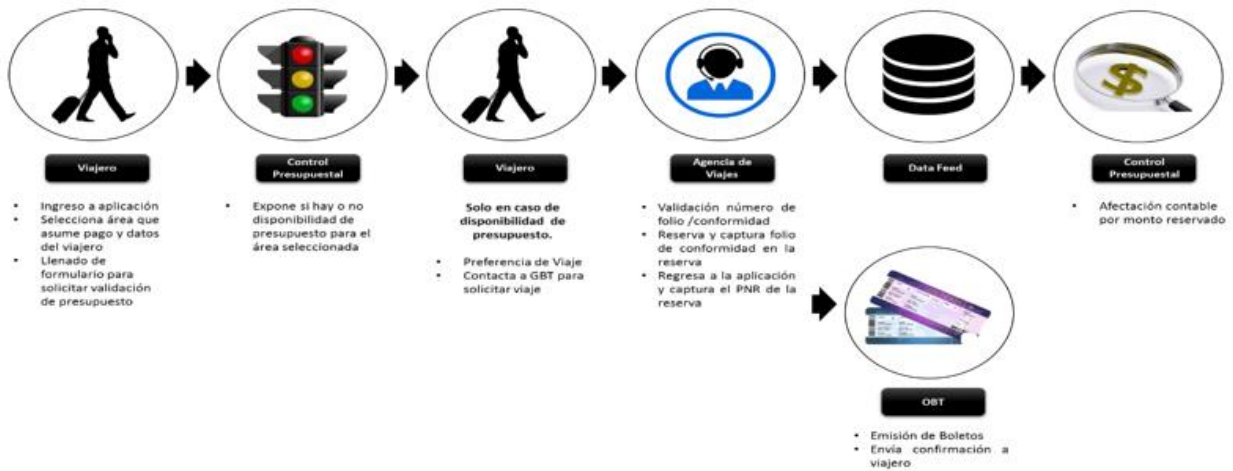 Viajero
• Ingreso a aplicación
• Selecciona área que
asume pago y datos
del viajero
• Llenado de
formulario para
solicitar validación
de presupuesto
Control
Presupuestal
• Expone si hay o no
disponibilidad de
presupuesto para el
área seleccionada
Viajero
Solo en caso de
disponibilidad de
presupuesto.
• Preferencia de Viaje
• Contacta a GBT para
solicitar viaje
Agencia de
Viajes
• Validación número de
folio /conformidad
• Reserva y captura folio
de conformidad en la
reserva
• Regresa a la aplicación
y captura el PNR de la
reserva
Data Feed
$
Control
Presupuestal
• Afectación contable
por monto reservado
OBT
• Emisión de Boletos
• Envía confirmación a
viajero